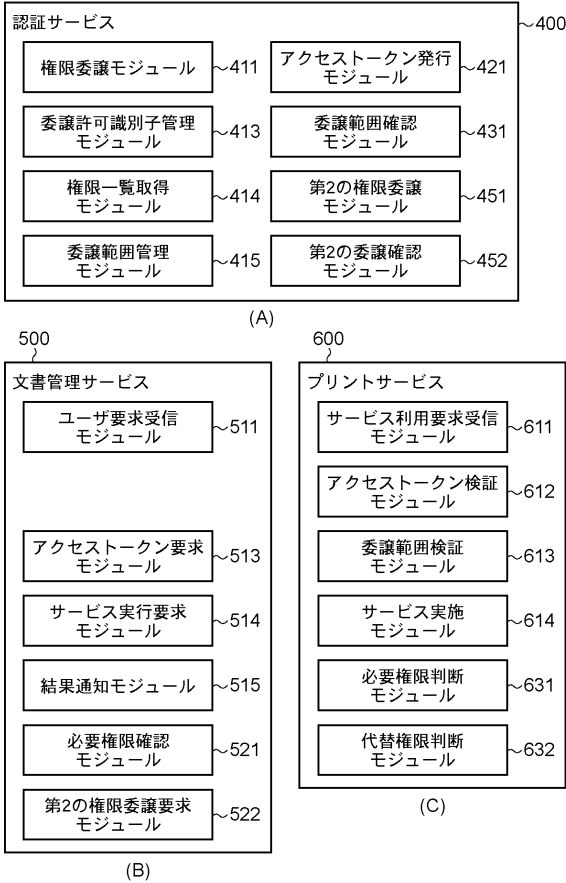 認証サービス
400
権限委譲モジュール
411
アクセストークン発行
モジュール
421
委譲許可識別子管理
モジュール
413
委譲範囲確認
モジュール
431
権限一覧取得
モジュール
414
第2の権限委譲
モジュール
451
委譲範囲管理
モジュール
415
第2の委譲確認
モジュール
452
(A)
500
文書管理サービス
ユーザ要求受信
モジュール
511
アクセストークン要求
モジュール
513
サービス実行要求
モジュール
514
結果通知モジュール
515
必要権限確認
モジュール
521
第2の権限委譲要求
モジュール
522
(B)
600
プリントサービス
サービス利用要求受信
モジュール
611
アクセストークン検証
モジュール
612
委譲範囲検証
モジュール
613
サービス実施
モジュール
614
必要権限判断
モジュール
631
代替権限判断
モジュール
632
(C)